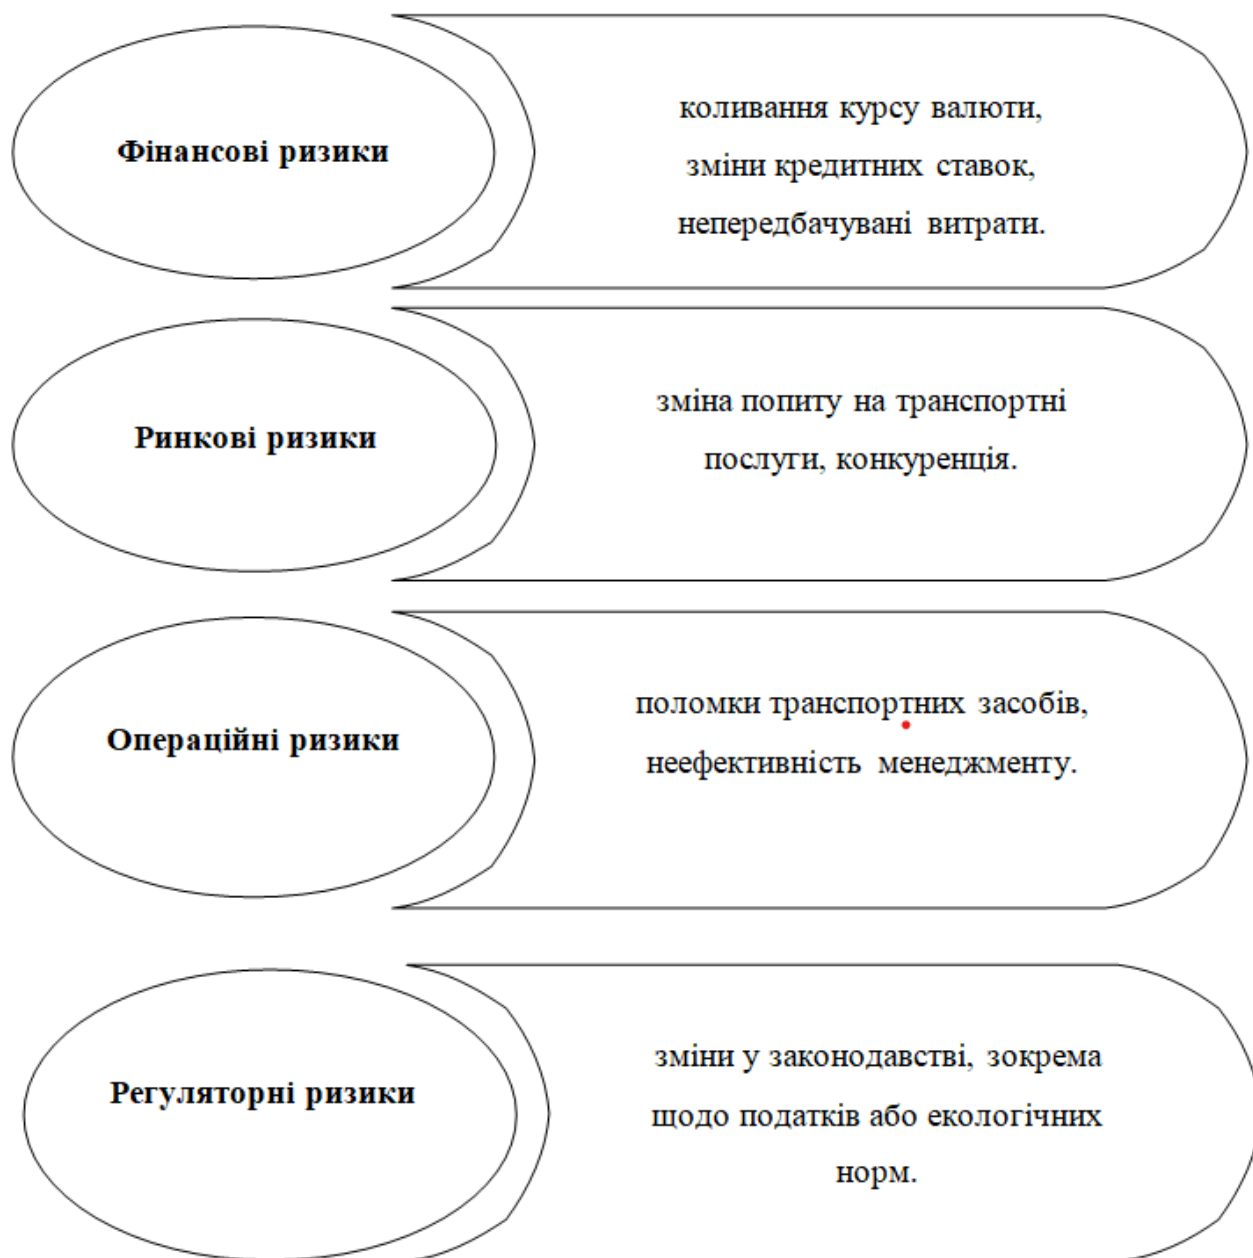 Фінансові ризики
коливання курсу валюти,
зміни кредитних ставок,
непередбачувані витрати.
Ринкові ризики
зміна попиту на транспортні
послуги, конкуренція.
Операційні ризики
поломки транспортних засобів,
неефективність менеджменту.
Регуляторні ризики
зміни у законодавстві, зокрема
щодо податків або екологічних
норм.